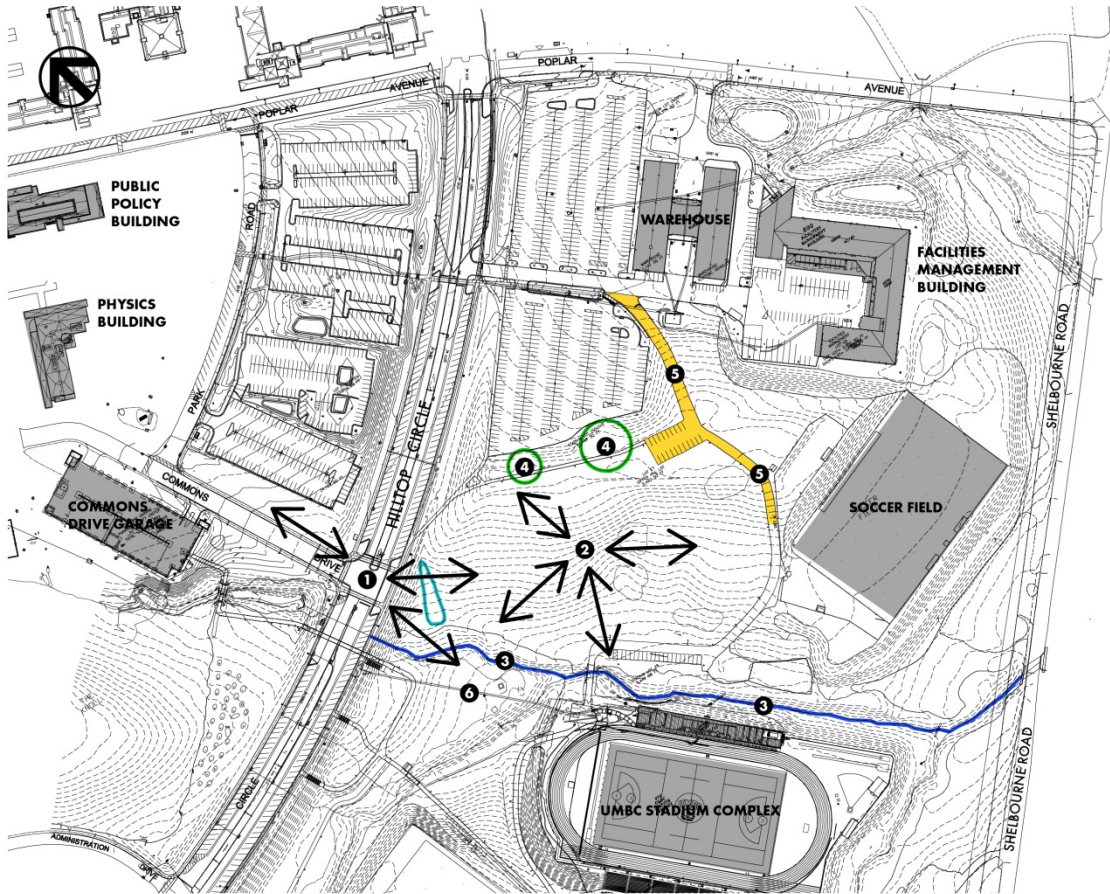 POPLAR
AVENUE
POPLAR
AVENUE
PUBLIC
POLICY
BUILDING
ROAD
WAREHOUSE
FACILITIES
MANAGEMENT
BUILDING
PHYSICS
BUILDING
SHELBOURNE ROAD
5
PARK
HILLTOP CIRCLE
4
4
COMMONS
5
COMMONS
DRIVE GARAGE
SOCCER FIELD
2
DRIVE
1
3
6
3
CIRCLE
UMBC STADIUM COMPLEX
SHELBOURNE ROAD
ADMINISTRATION
DRIVE